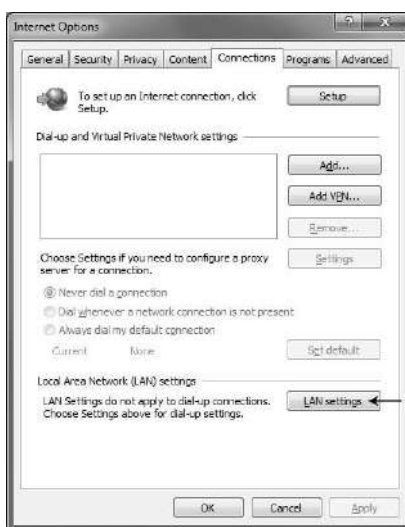 Internet Options
General Security Privacy Content Connections Programs Advanced
To set up an Internet connection, click
Setup.
Setup
Dial-up and Virtual Private Network settings
Add...
Add VPN...
Remove...
Choose Settings if you need to configure a proxy
server for a connection.
Settings
Never dial a connection
Dial whenever a network connection is not present
Always dial my default connection
Current None
Set default
Local Area Network (LAN) settings
LAN Settings do not apply to dial-up connections.
Choose Settings above for dial-up settings.
LAN settings
OK Cancel Apply